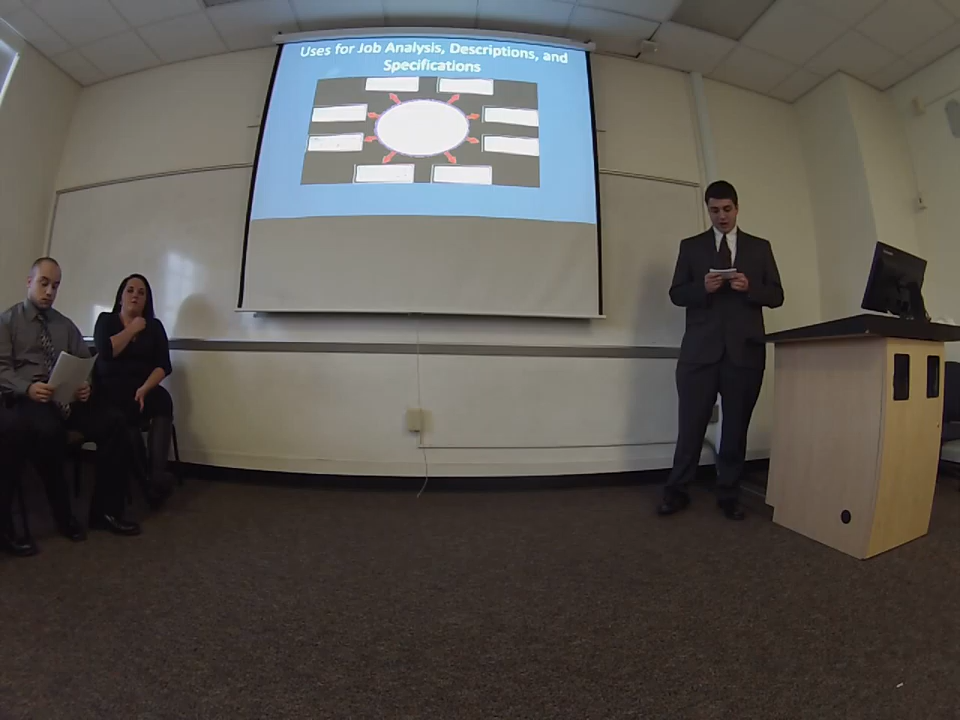 Uses for Job Analysis, Descriptions, and
Specifications